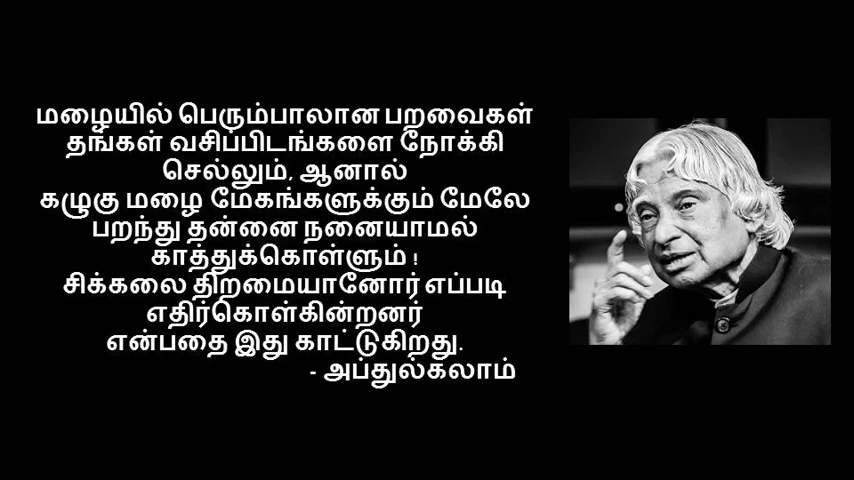 மழையில் பெரும்பாலான பறவைகள்
தங்கள் வசிப்பிடங்களை நோக்கி
செல்லும், ஆனால்
கழுகு மழை மேகங்களுக்கும் மேலே
பறந்து தன்னை நனையாமல்
காத்துக்கொள்ளும் !
சிக்கலை திறமையானோர் எப்படி
எதிர்கொள்கின்றனர்
என்பதை இது காட்டுகிறது.
- அப்துல்கலாம்